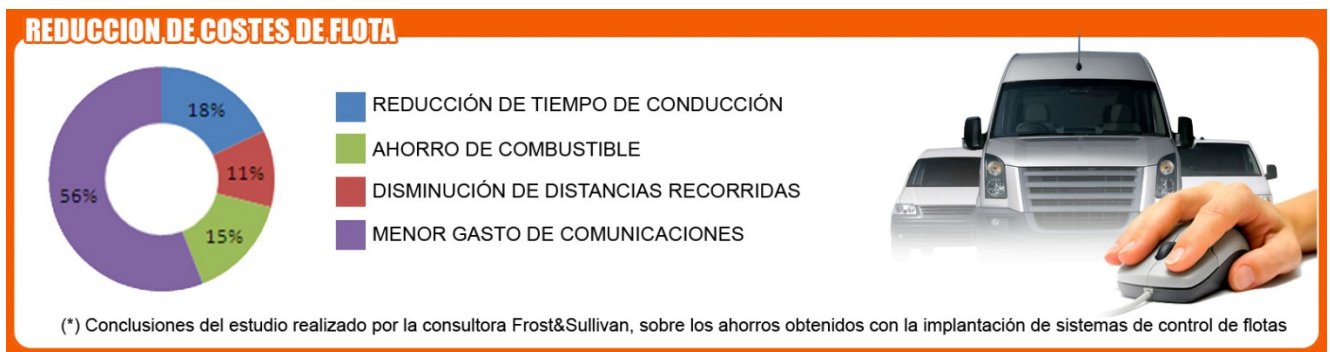 REDUCCION DE COSTES DE FLOTA
18%
11%
15%
56%
REDUCCIÓN DE TIEMPO DE CONDUCCIÓN
AHORRO DE COMBUSTIBLE
DISMINUCIÓN DE DISTANCIAS RECORRIDAS
MENOR GASTO DE COMUNICACIONES
(*) Conclusiones del estudio realizado por la consultora Frost&Sullivan, sobre los ahorros obtenidos con la implantación de sistemas de control de flotas